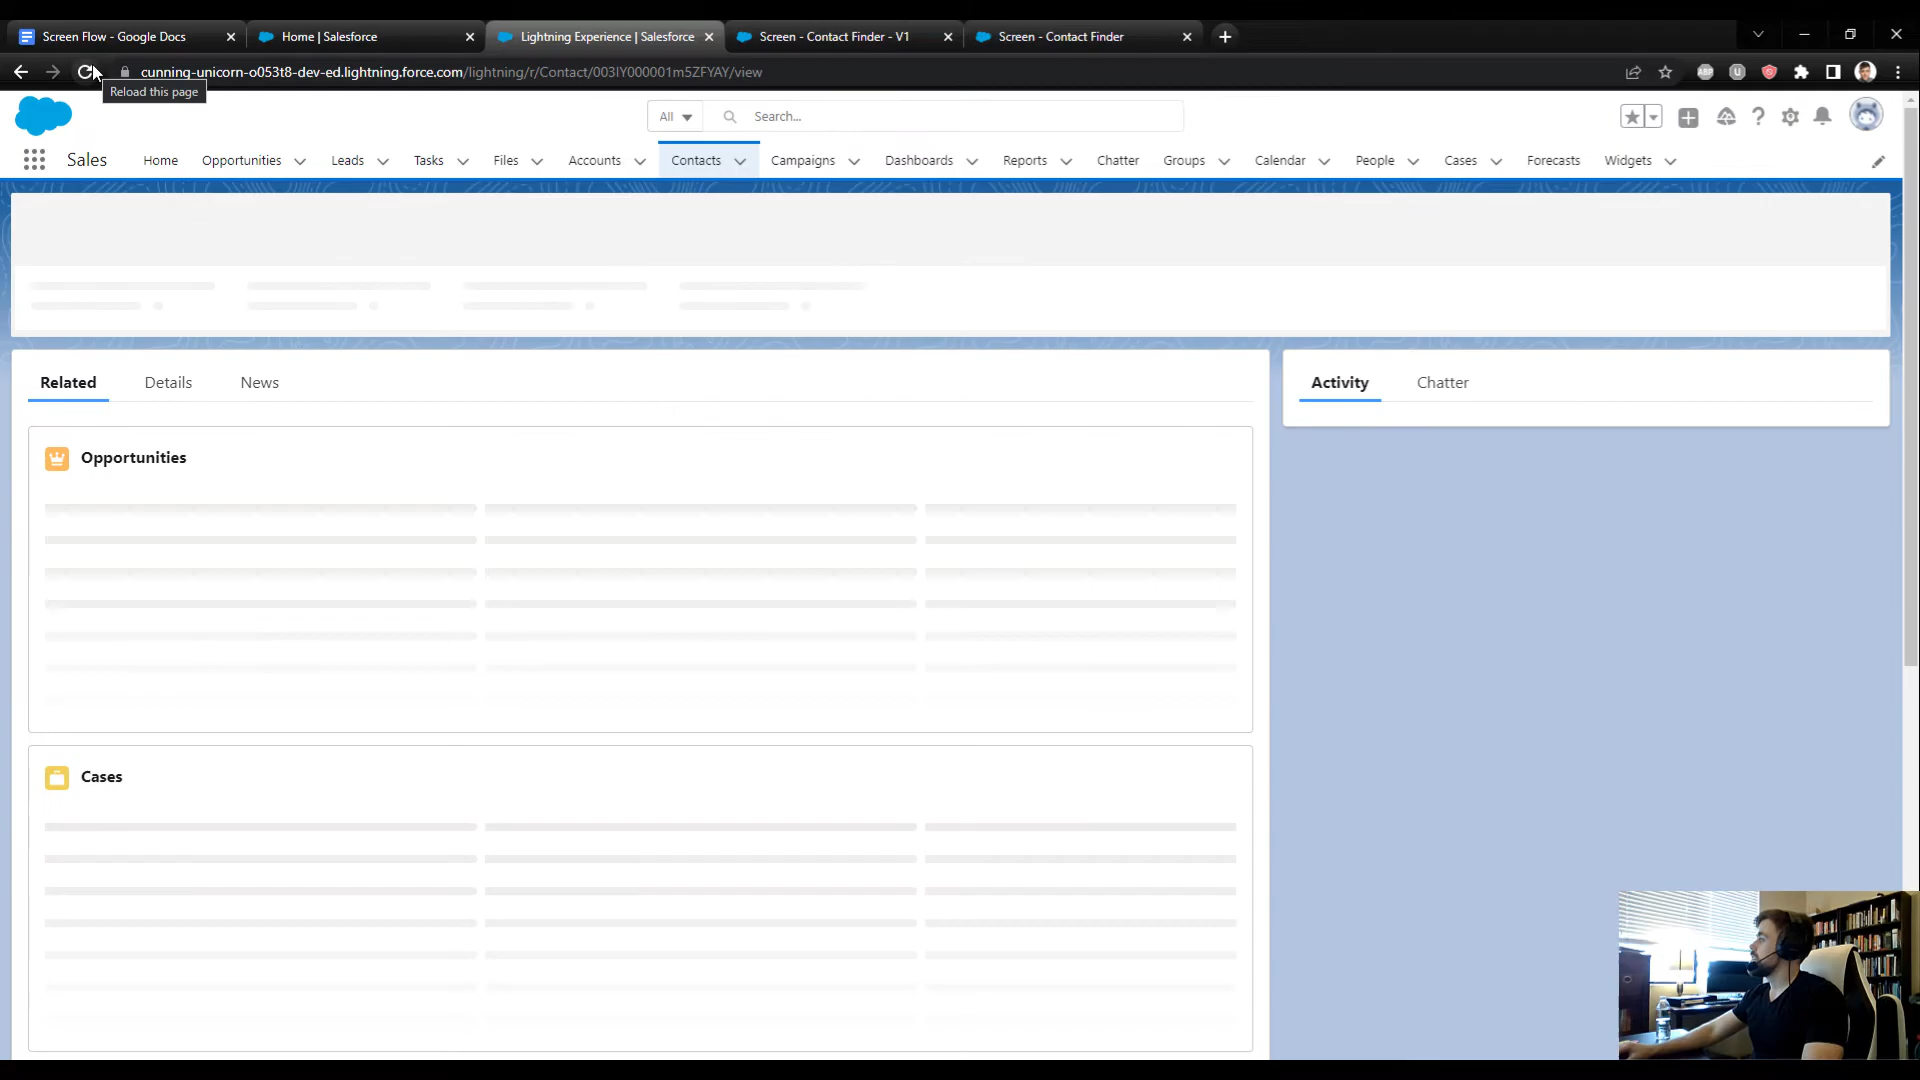 Screen Flow - Google Docs
Home | Salesforce
Lightning Experience | Salesforce
Screen - Contact Finder - V1
Screen - Contact Finder
cunning-unicorn-o053t8-dev-ed.lightning.force.com/lightning/r/Contact/003IY000001m5ZFYAY/view
Reload this page
All
Search...
Sales
Home
Opportunities
Leads
Tasks
Files
Accounts
Contacts
Campaigns
Dashboards
Reports
Chatter
Groups
Calendar
People
Cases
Forecasts
Widgets
Related
Details
News
Activity
Chatter
Opportunities
Cases